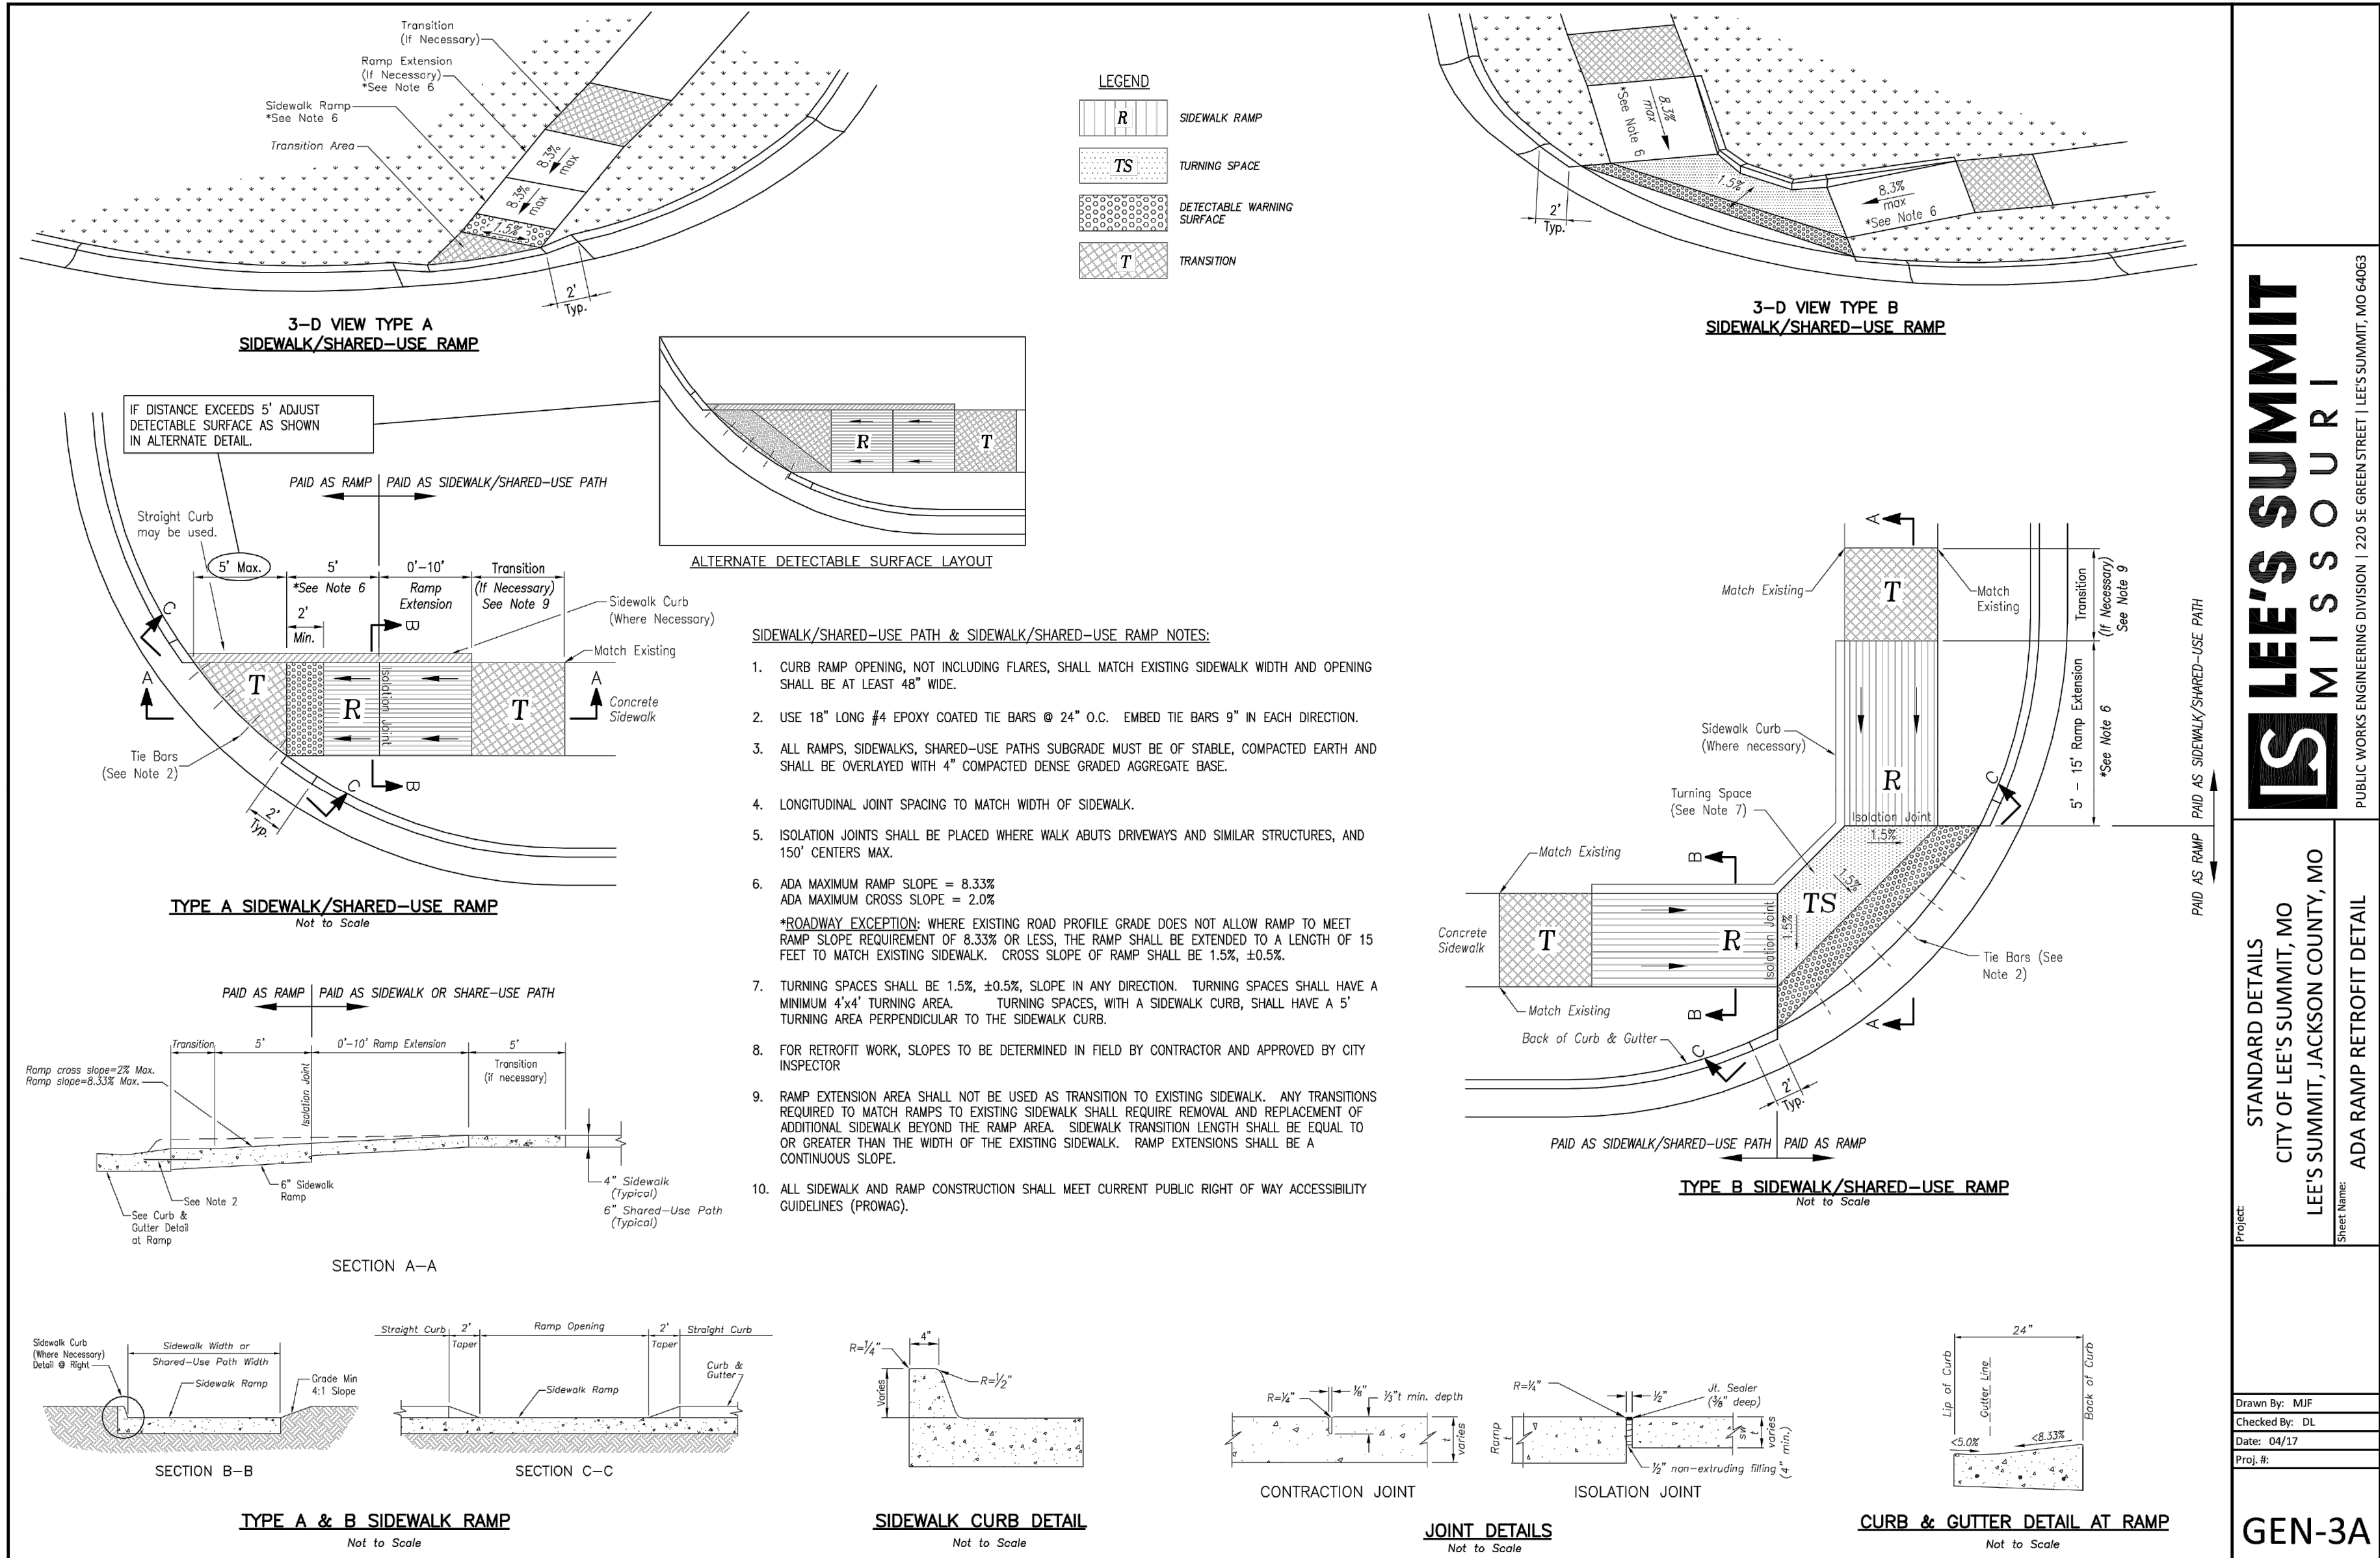 Transition
(If Necessary)
Ramp Extension
(If Necessary)
*See Note 6
Sidewalk Ramp
*See Note 6
Transition Area
8.3%
max
8.3%
max
1.5%
2'
Typ.
3-D VIEW TYPE A
SIDEWALK/SHARED-USE RAMP
LEGEND
R
SIDEWALK RAMP
TS
TURNING SPACE
DETECTABLE WARNING
SURFACE
T
TRANSITION
8.3%
max
*See Note 6
1.5%
8.3%
max
*See Note 6
2'
Typ.
3-D VIEW TYPE B
SIDEWALK/SHARED-USE RAMP
IF DISTANCE EXCEEDS 5' ADJUST
DETECTABLE SURFACE AS SHOWN
IN ALTERNATE DETAIL.
R
T
ALTERNATE DETECTABLE SURFACE LAYOUT
PAID AS RAMP
PAID AS SIDEWALK/SHARED-USE PATH
Straight Curb
may be used.
5' Max.
5'
*See Note 6
2'
Min.
0'-10'
Ramp
Extension
Transition
(If Necessary)
See Note 9
Sidewalk Curb
(Where Necessary)
Match Existing
C
B
A
T
R
Isolation Joint
T
A
Concrete
Sidewalk
Tie Bars
(See Note 2)
C
B
2'
Typ.
TYPE A SIDEWALK/SHARED-USE RAMP
Not to Scale
SIDEWALK/SHARED-USE PATH & SIDEWALK/SHARED-USE RAMP NOTES:
1. CURB RAMP OPENING, NOT INCLUDING FLARES, SHALL MATCH EXISTING SIDEWALK WIDTH AND OPENING
SHALL BE AT LEAST 48" WIDE.
2. USE 18" LONG #4 EPOXY COATED TIE BARS @ 24" O.C. EMBED TIE BARS 9" IN EACH DIRECTION.
3. ALL RAMPS, SIDEWALKS, SHARED-USE PATHS SUBGRADE MUST BE OF STABLE, COMPACTED EARTH AND
SHALL BE OVERLAYED WITH 4" COMPACTED DENSE GRADED AGGREGATE BASE.
4. LONGITUDINAL JOINT SPACING TO MATCH WIDTH OF SIDEWALK.
5. ISOLATION JOINTS SHALL BE PLACED WHERE WALK ABUTS DRIVEWAYS AND SIMILAR STRUCTURES, AND
150' CENTERS MAX.
6. ADA MAXIMUM RAMP SLOPE = 8.33%
ADA MAXIMUM CROSS SLOPE = 2.0%
*ROADWAY EXCEPTION: WHERE EXISTING ROAD PROFILE GRADE DOES NOT ALLOW RAMP TO MEET
RAMP SLOPE REQUIREMENT OF 8.33% OR LESS, THE RAMP SHALL BE EXTENDED TO A LENGTH OF 15
FEET TO MATCH EXISTING SIDEWALK. CROSS SLOPE OF RAMP SHALL BE 1.5%, ±0.5%.
7. TURNING SPACES SHALL BE 1.5%, ±0.5%, SLOPE IN ANY DIRECTION. TURNING SPACES SHALL HAVE A
MINIMUM 4'x4' TURNING AREA. TURNING SPACES, WITH A SIDEWALK CURB, SHALL HAVE A 5'
TURNING AREA PERPENDICULAR TO THE SIDEWALK CURB.
8. FOR RETROFIT WORK, SLOPES TO BE DETERMINED IN FIELD BY CONTRACTOR AND APPROVED BY CITY
INSPECTOR
9. RAMP EXTENSION AREA SHALL NOT BE USED AS TRANSITION TO EXISTING SIDEWALK. ANY TRANSITIONS
REQUIRED TO MATCH RAMPS TO EXISTING SIDEWALK SHALL REQUIRE REMOVAL AND REPLACEMENT OF
ADDITIONAL SIDEWALK BEYOND THE RAMP AREA. SIDEWALK TRANSITION LENGTH SHALL BE EQUAL TO
OR GREATER THAN THE WIDTH OF THE EXISTING SIDEWALK. RAMP EXTENSIONS SHALL BE A
CONTINUOUS SLOPE.
10. ALL SIDEWALK AND RAMP CONSTRUCTION SHALL MEET CURRENT PUBLIC RIGHT OF WAY ACCESSIBILITY
GUIDELINES (PROWAG).
A
Match Existing
T
Match
Existing
Transition
(If Necessary)
See Note 9
Sidewalk Curb
(Where necessary)
R
5' - 15' Ramp Extension
*See Note 6
PAID AS SIDEWALK/SHARED-USE PATH
PAID AS RAMP
C
Turning Space
(See Note 7)
Isolation Joint
1.5%
1.5%
1.5%
TS
Match Existing
B
Concrete
Sidewalk
T
R
Isolation Joint
Tie Bars (See
Note 2)
Match Existing
B
A
Back of Curb & Gutter
C
2'
Typ.
PAID AS SIDEWALK/SHARED-USE PATH
PAID AS RAMP
TYPE B SIDEWALK/SHARED-USE RAMP
Not to Scale
PAID AS RAMP
PAID AS SIDEWALK OR SHARE-USE PATH
Transition
5'
0'-10' Ramp Extension
5'
Transition
(if necessary)
Ramp cross slope=2% Max.
Ramp slope=8.33% Max.
Isolation Joint
See Note 2
6" Sidewalk
Ramp
See Curb &
Gutter Detail
at Ramp
4" Sidewalk
(Typical)
6" Shared-Use Path
(Typical)
SECTION A-A
Sidewalk Curb
(Where Necessary)
Detail @ Right
Sidewalk Width or
Shared-Use Path Width
Sidewalk Ramp
Grade Min
4:1 Slope
SECTION B-B
Straight Curb
2'
Taper
Ramp Opening
2'
Taper
Straight Curb
Curb &
Gutter
Sidewalk Ramp
SECTION C-C
TYPE A & B SIDEWALK RAMP
Not to Scale
R=1/4"
4"
R=1/2"
Varies
SIDEWALK CURB DETAIL
Not to Scale
R=1/4"
1/8"
1/3"t min. depth
t
varies
CONTRACTION JOINT
R=1/4"
1/2"
Jt. Sealer
(3/8" deep)
Ramp
t
sw t
varies
(4" min.)
1/2" non-extruding filling
ISOLATION JOINT
JOINT DETAILS
Not to Scale
24"
Lip of Curb
Gutter Line
Back of Curb
<5.0%
<8.33%
CURB & GUTTER DETAIL AT RAMP
Not to Scale
LS
LEE'S SUMMIT
MISSOURI
PUBLIC WORKS ENGINEERING DIVISION | 220 SE GREEN STREET | LEE'S SUMMIT, MO 64063
Project:
STANDARD DETAILS
CITY OF LEE'S SUMMIT, MO
LEE'S SUMMIT, JACKSON COUNTY, MO
Sheet Name:
ADA RAMP RETROFIT DETAIL
Drawn By: MJF
Checked By: DL
Date: 04/17
Proj. #:
GEN-3A